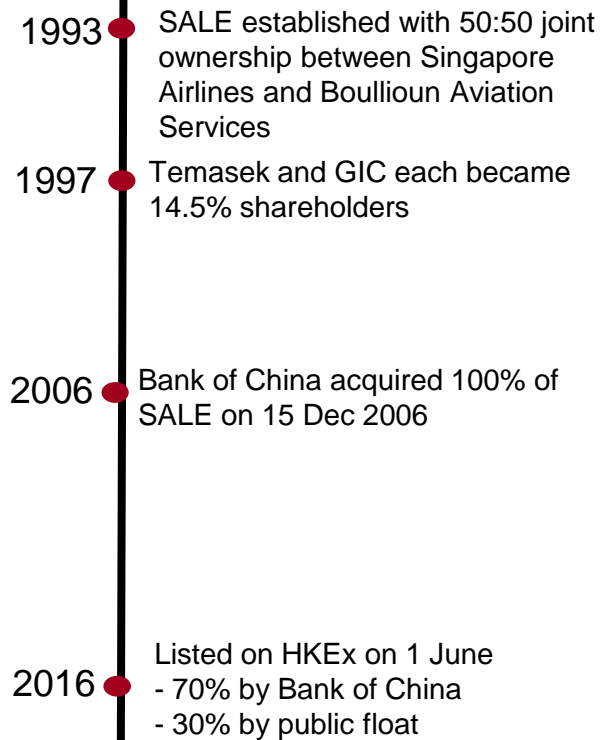 1993
SALE established with 50:50 joint
ownership between Singapore
Airlines and Boullioun Aviation
Services
1997
Temasek and GIC each became
14.5% shareholders
2006
Bank of China acquired 100% of
SALE on 15 Dec 2006
2016
Listed on HKEx on 1 June
- 70% by Bank of China
- 30% by public float